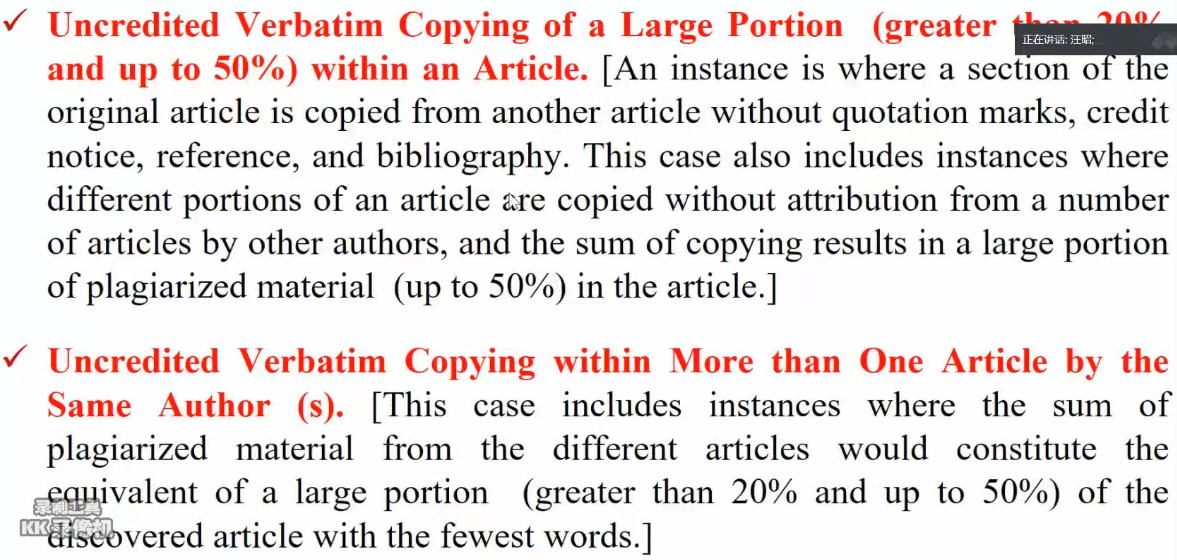 ✓ Uncredited Verbatim Copying of a Large Portion (greater than 20%
正在讲话: 汪昭;
and up to 50%) within an Article. [An instance is where a section of the
original article is copied from another article without quotation marks, credit
notice, reference, and bibliography. This case also includes instances where
different portions of an article are copied without attribution from a number
of articles by other authors, and the sum of copying results in a large portion
of plagiarized material (up to 50%) in the article.]
✓ Uncredited Verbatim Copying within More than One Article by the
Same Author (s). [This case includes instances where the sum of
plagiarized material from the different articles would constitute the
equivalent of a large portion (greater than 20% and up to 50%) of the
discovered article with the fewest words.]
录制工具
KK录像机